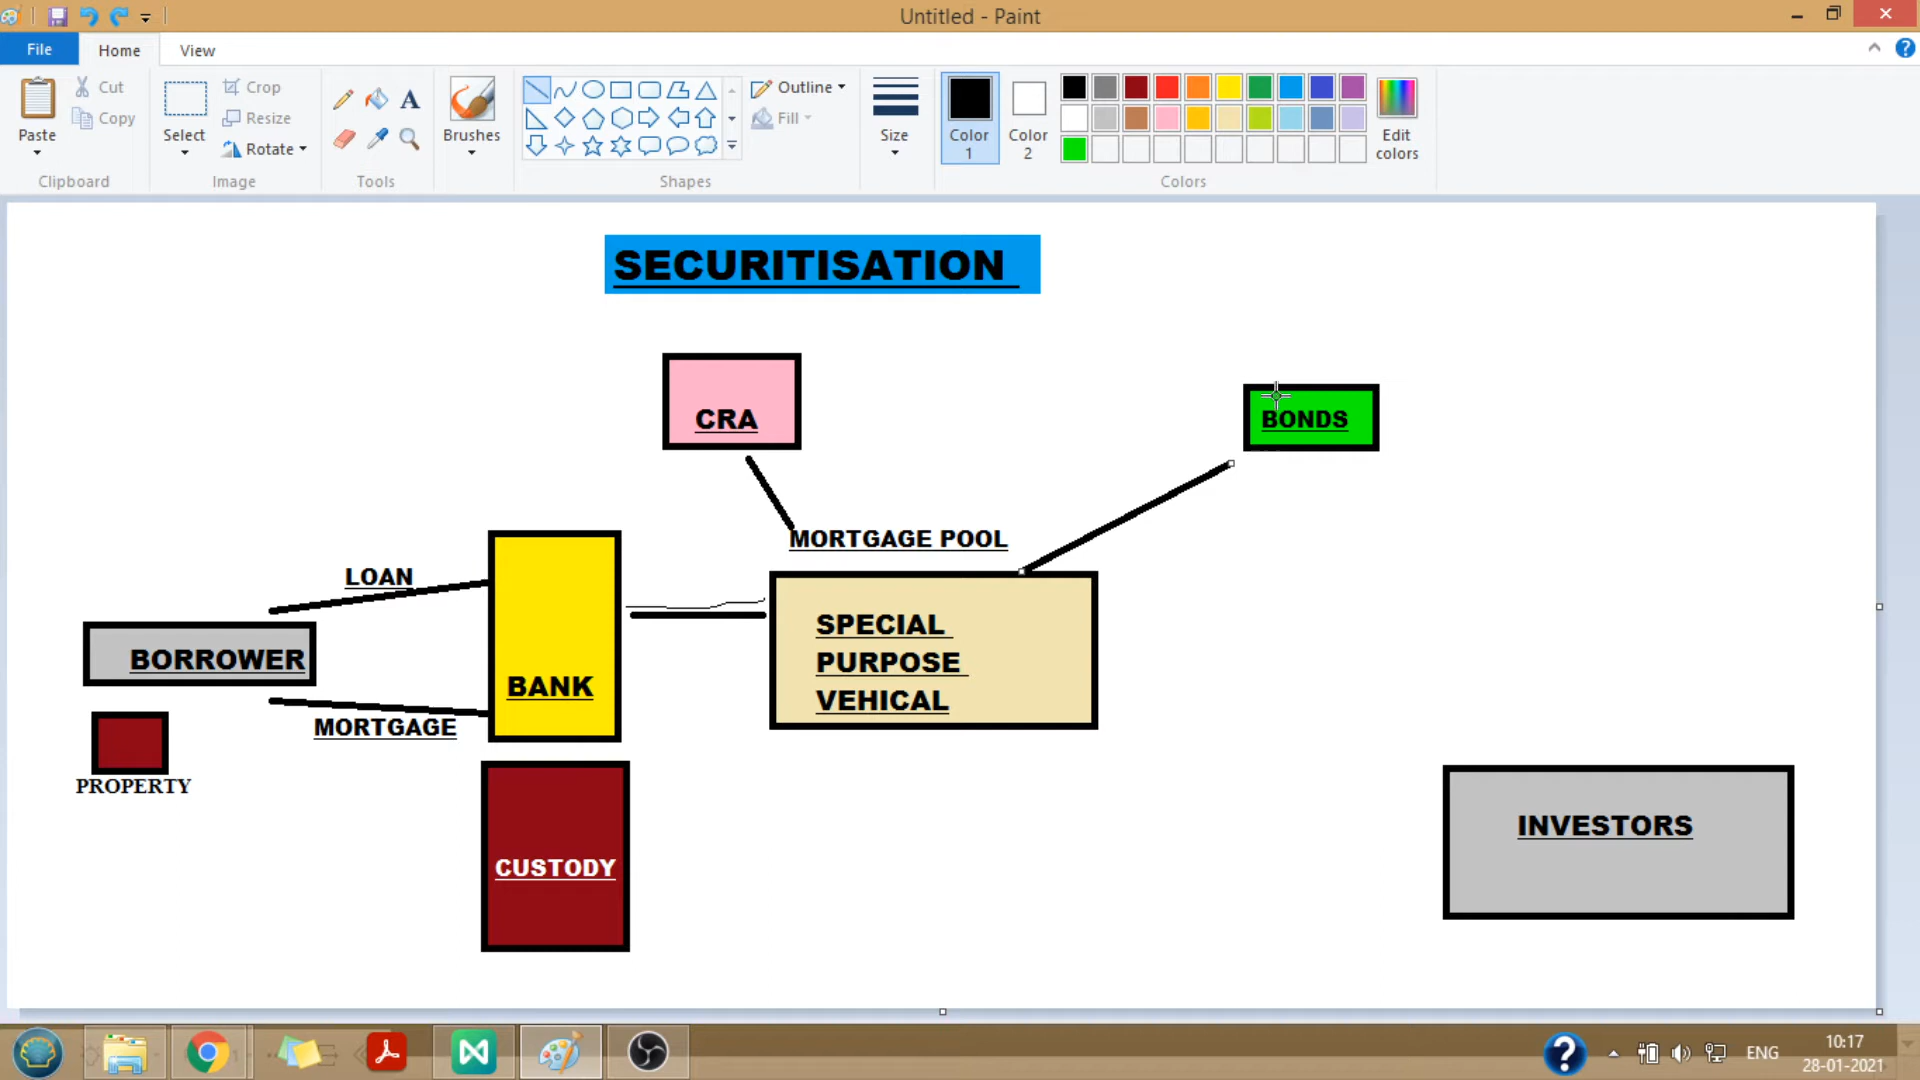 Untitled - Paint
File
Home
View
Paste
Cut
Copy
Clipboard
Select
Crop
Resize
Rotate
Image
A
Tools
Brushes
Shapes
Outline
Fill
Size
Color
1
Color
2
Edit
colors
Colors
SECURITISATION
CRA
BONDS
MORTGAGE POOL
LOAN
SPECIAL
PURPOSE
VEHICAL
BORROWER
BANK
MORTGAGE
PROPERTY
CUSTODY
INVESTORS
ENG
10:17
28-01-2021